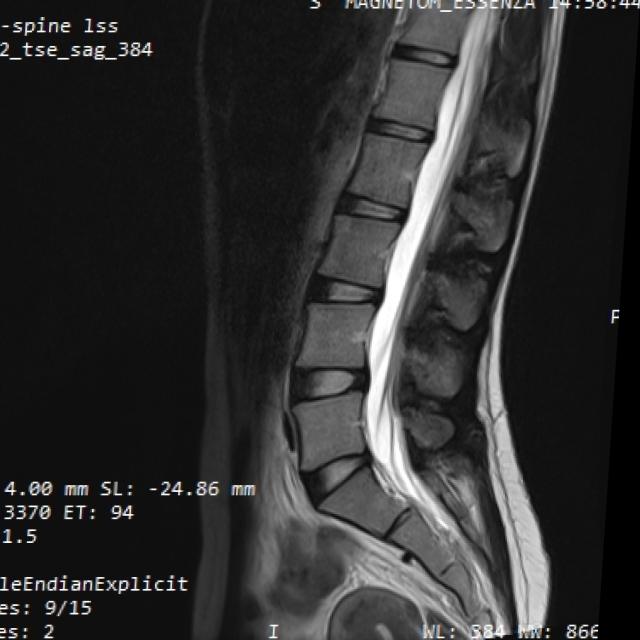 S MAGNETOM_ESSENZA 14:58:44
-spine lss
2_tse_sag_384
F
4.00 mm SL: -24.86 mm
3370 ET: 94
1.5
leEndianExplicit
es: 9/15
es: 2
I
WL: 384 WW: 866